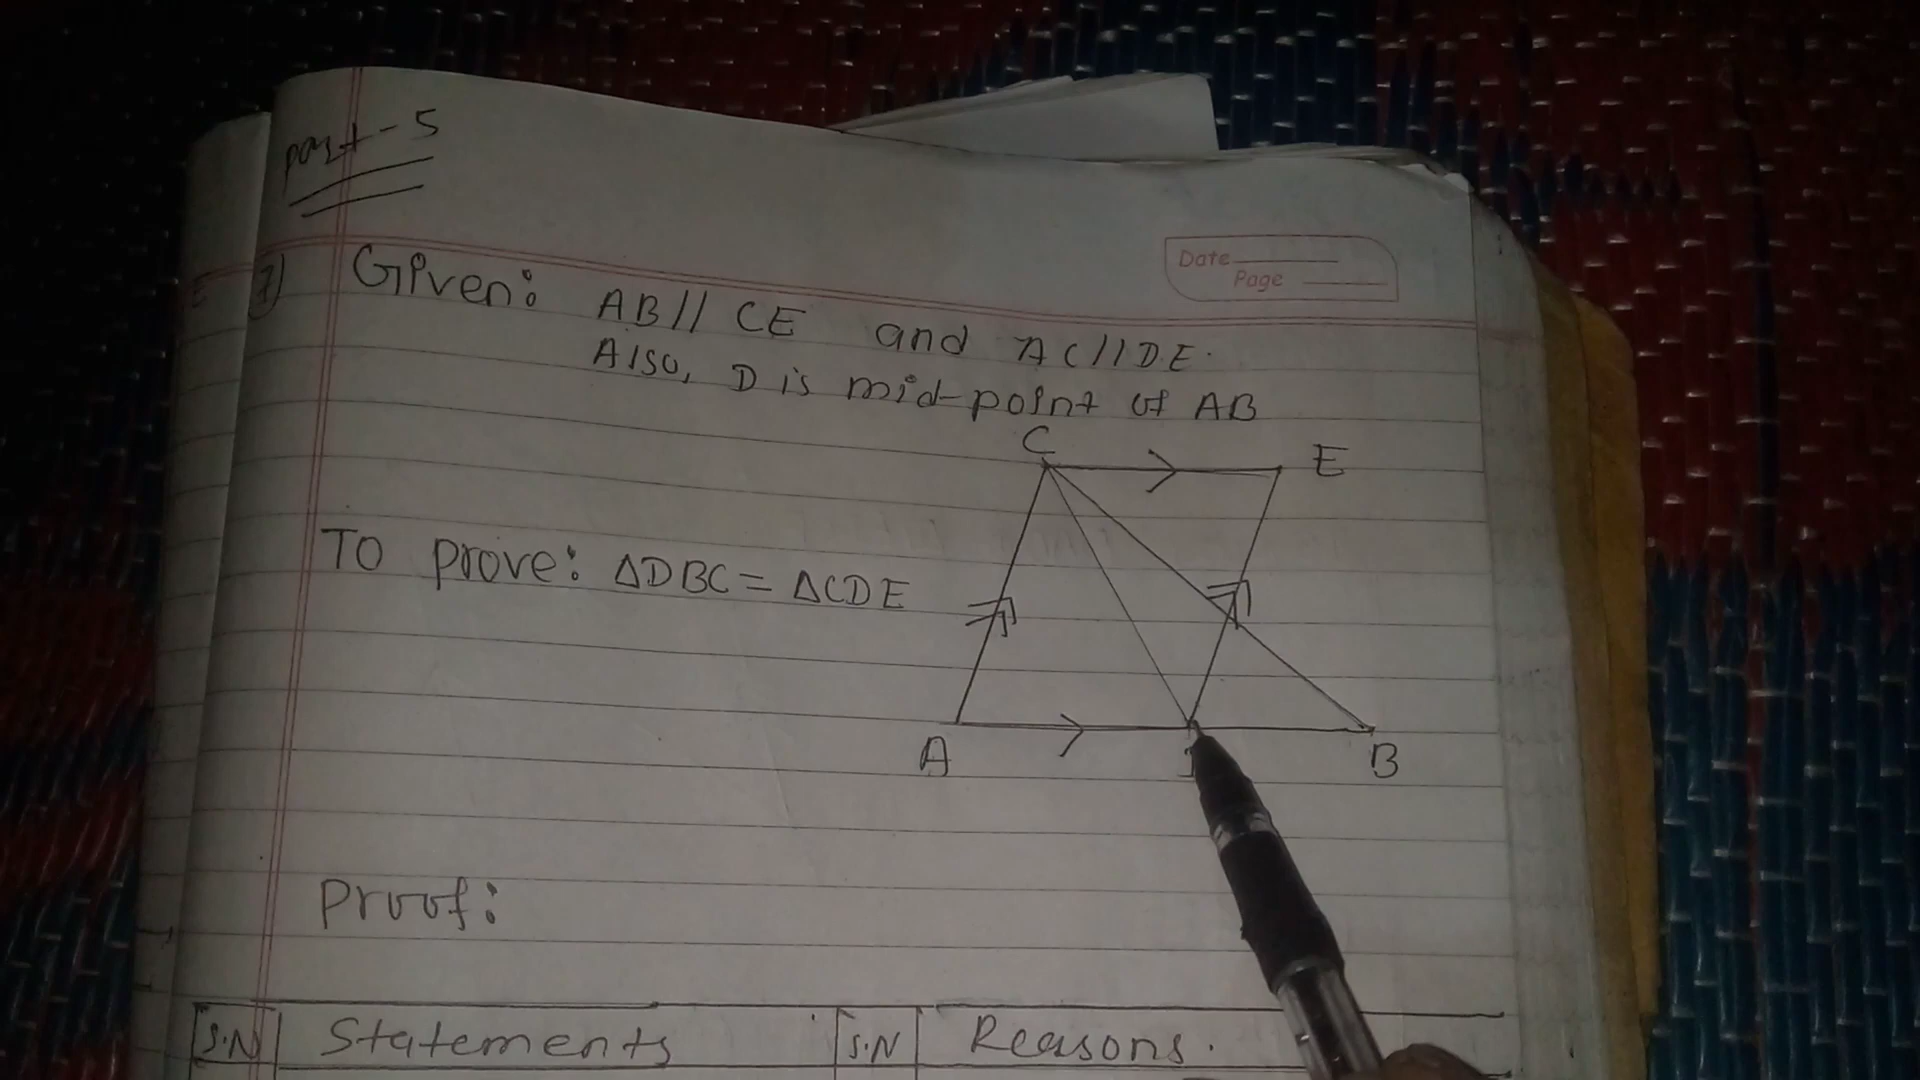 part-5
Date
Page
7) Given: AB// CE and AC//DE.
Also, D is mid-point of AB
C
E
To prove: ΔDBC = ΔCDE
A
B
Proof:
S.N Statements S.N Reasons.